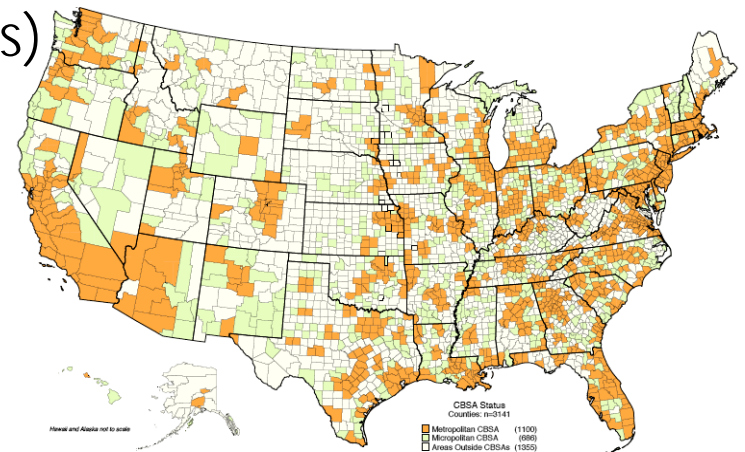 s)
CBSA Status
Counties: n=3141
Metropolitan CBSA (1100)
Micropolitan CBSA (686)
Areas Outside CBSAs (1355)
Hawaii and Alaska not to scale